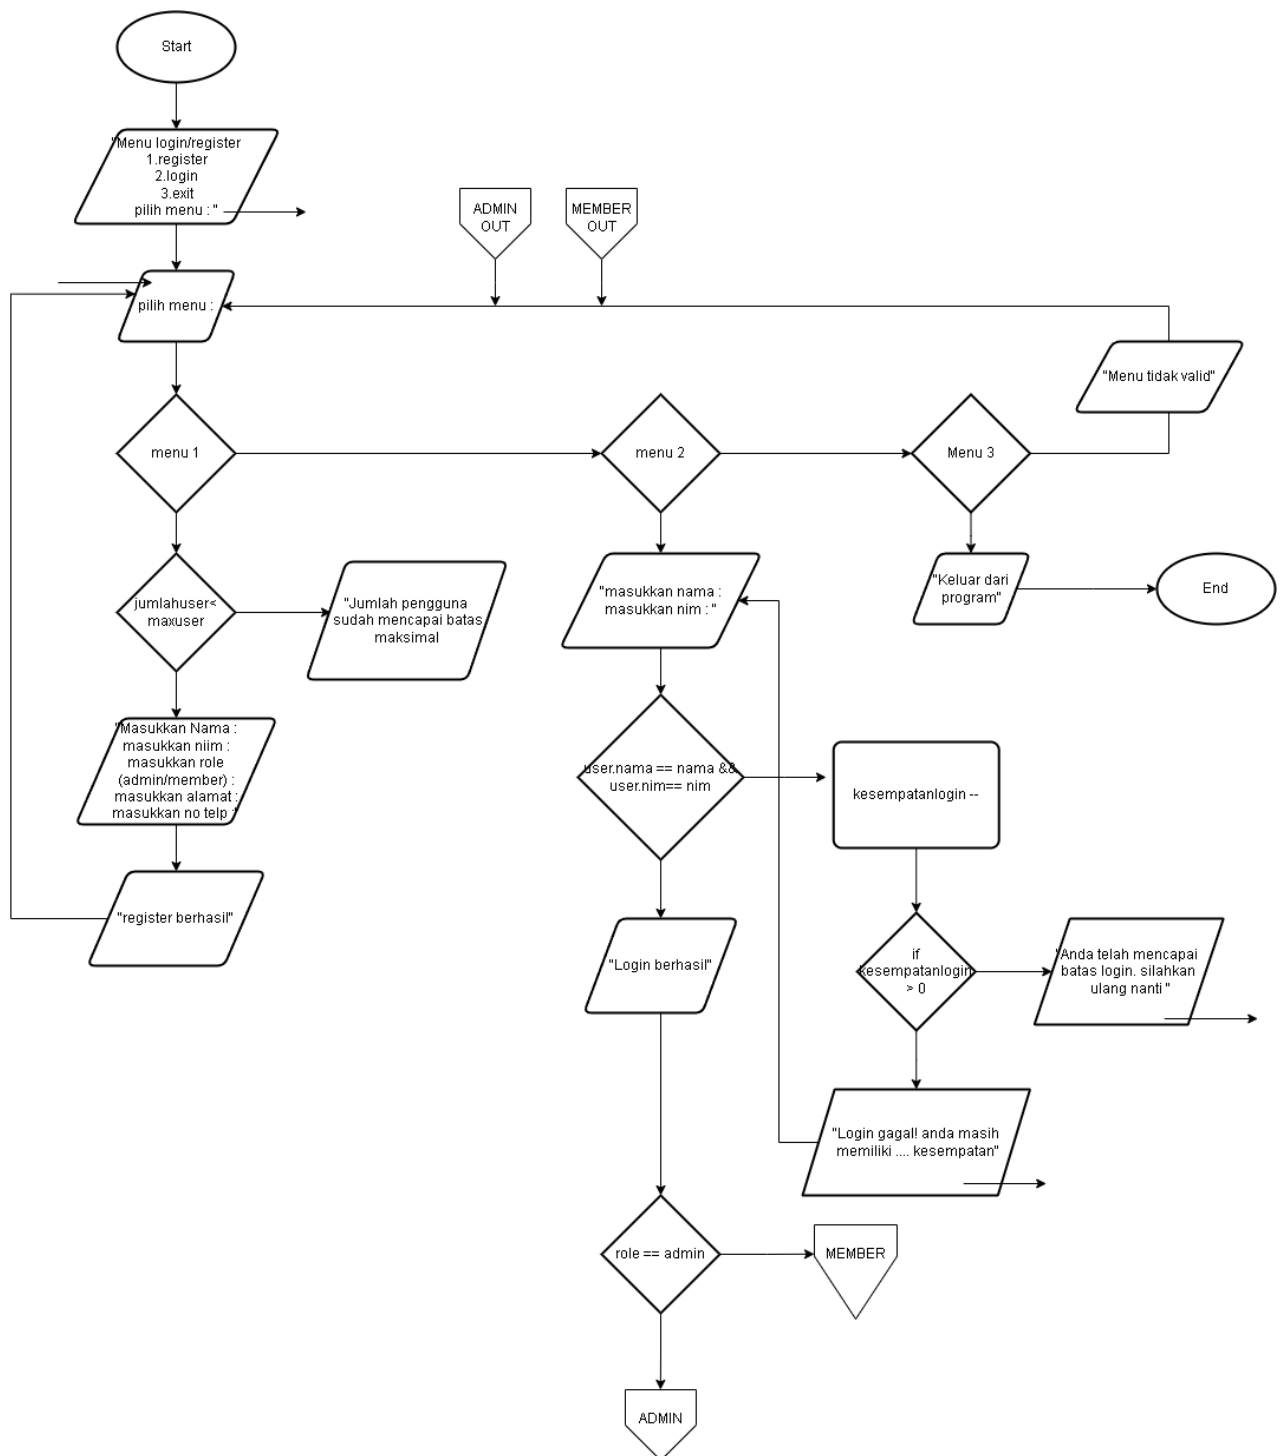 Start
"Menu login/register
1.register
2.login
3.exit
pilih menu : "
ADMIN
OUT
MEMBER
OUT
pilih menu :
"Menu tidak valid"
menu 1
menu 2
Menu 3
jumlahuser<
maxuser
"Jumlah pengguna
sudah mencapai batas
maksimal
"masukkan nama :
masukkan nim : "
"Keluar dari
program"
End
"Masukkan Nama :
masukkan niim :
masukkan role
(admin/member) :
masukkan alamat :
masukkan no telp :"
user.nama == nama &&
user.nim== nim
kesempatanlogin --
"register berhasil"
"Login berhasil"
if
kesempatanlogin
> 0
"Anda telah mencapai
batas login. silahkan
ulang nanti "
"Login gagal! anda masih
memiliki .... kesempatan"
role == admin
MEMBER
ADMIN